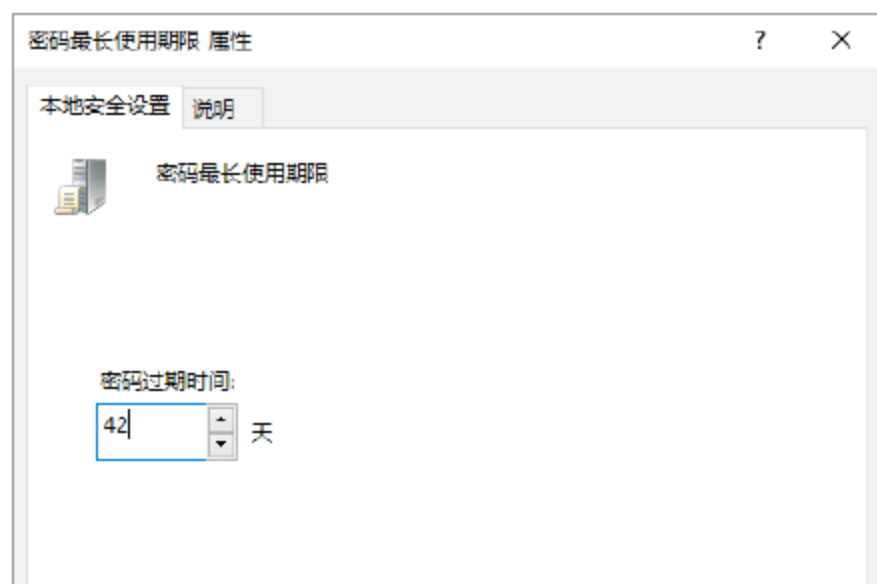 密码最长使用期限 属性
? ×
本地安全设置 说明
密码最长使用期限
密码过期时间:
42 天